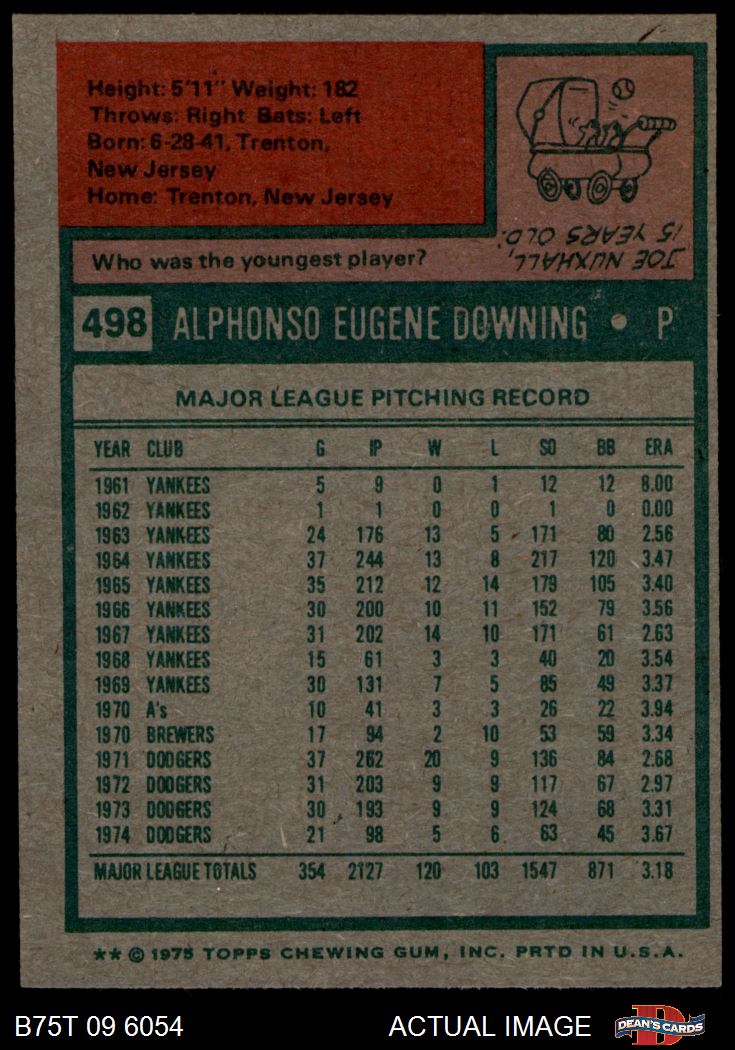 Height: 5'11" Weight: 182
Throws: Right Bats: Left
Born: 6-28-41, Trenton,
New Jersey
Home: Trenton, New Jersey
JOE NUXHALL,
15 YEARS OLD.
Who was the youngest player?
498 ALPHONSO EUGENE DOWNING • P
MAJOR LEAGUE PITCHING RECORD
YEAR CLUB G IP W L SO BB ERA
1961 YANKEES 5 9 0 1 12 12 8.00
1962 YANKEES 1 1 0 0 1 0 0.00
1963 YANKEES 24 176 13 5 171 80 2.56
1964 YANKEES 37 244 13 8 217 120 3.47
1965 YANKEES 35 212 12 14 179 105 3.40
1966 YANKEES 30 200 10 11 152 79 3.56
1967 YANKEES 31 202 14 10 171 61 2.63
1968 YANKEES 15 61 3 3 40 20 3.54
1969 YANKEES 30 131 7 5 85 49 3.37
1970 A's 10 41 3 3 26 22 3.94
1970 BREWERS 17 94 2 10 53 59 3.34
1971 DODGERS 37 262 20 9 136 84 2.68
1972 DODGERS 31 203 9 9 117 67 2.97
1973 DODGERS 30 193 9 9 124 68 3.31
1974 DODGERS 21 98 5 6 63 45 3.67
MAJOR LEAGUE TOTALS 354 2127 120 103 1547 871 3.18
** © 1975 TOPPS CHEWING GUM, INC. PRTD IN U.S.A.
B75T 09 6054 ACTUAL IMAGE D DEAN'S CARDS